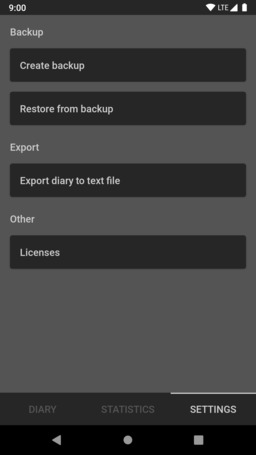 9:00
LTE
Backup
Create backup
Restore from backup
Export
Export diary to text file
Other
Licenses
DIARY STATISTICS SETTINGS